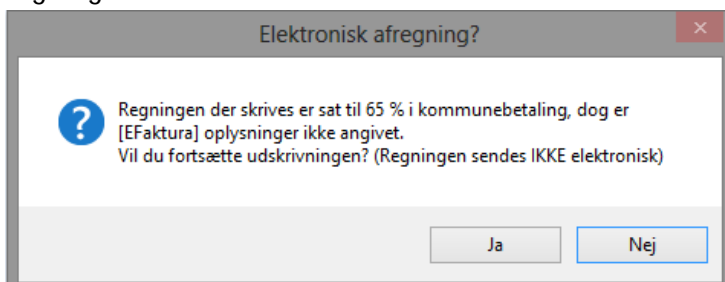 Elektronisk afregning?
Regningen der skrives er sat til 65 % i kommunebetaling, dog er
[EFaktura] oplysninger ikke angivet.
Vil du fortsætte udskrivningen? (Regningen sendes IKKE elektronisk)
Ja
Nej